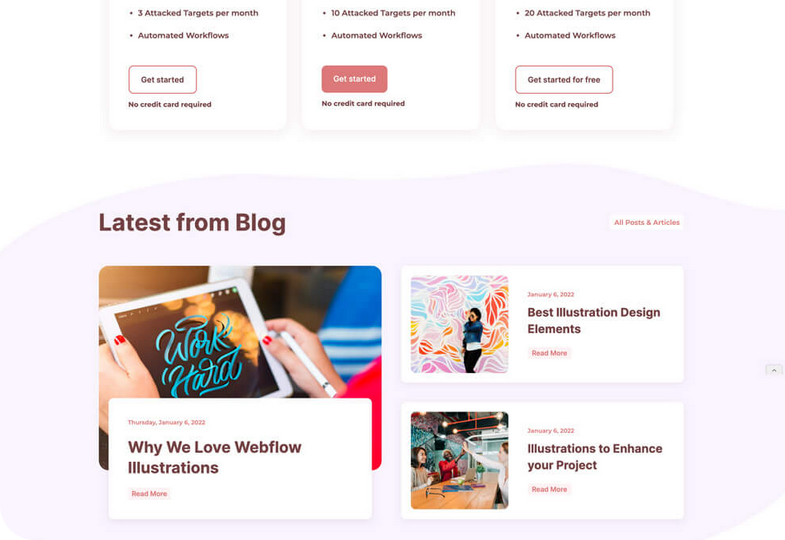 • 3 Attacked Targets per month
• Automated Workflows
Get started
No credit card required
• 10 Attacked Targets per month
• Automated Workflows
Get started
No credit card required
• 20 Attacked Targets per month
• Automated Workflows
Get started for free
No credit card required
Latest from Blog
All Posts & Articles
Work
Hard
Thursday, January 6, 2022
Why We Love Webflow
Illustrations
Read More
January 6, 2022
Best Illustration Design
Elements
Read More
January 6, 2022
Illustrations to Enhance
your Project
Read More